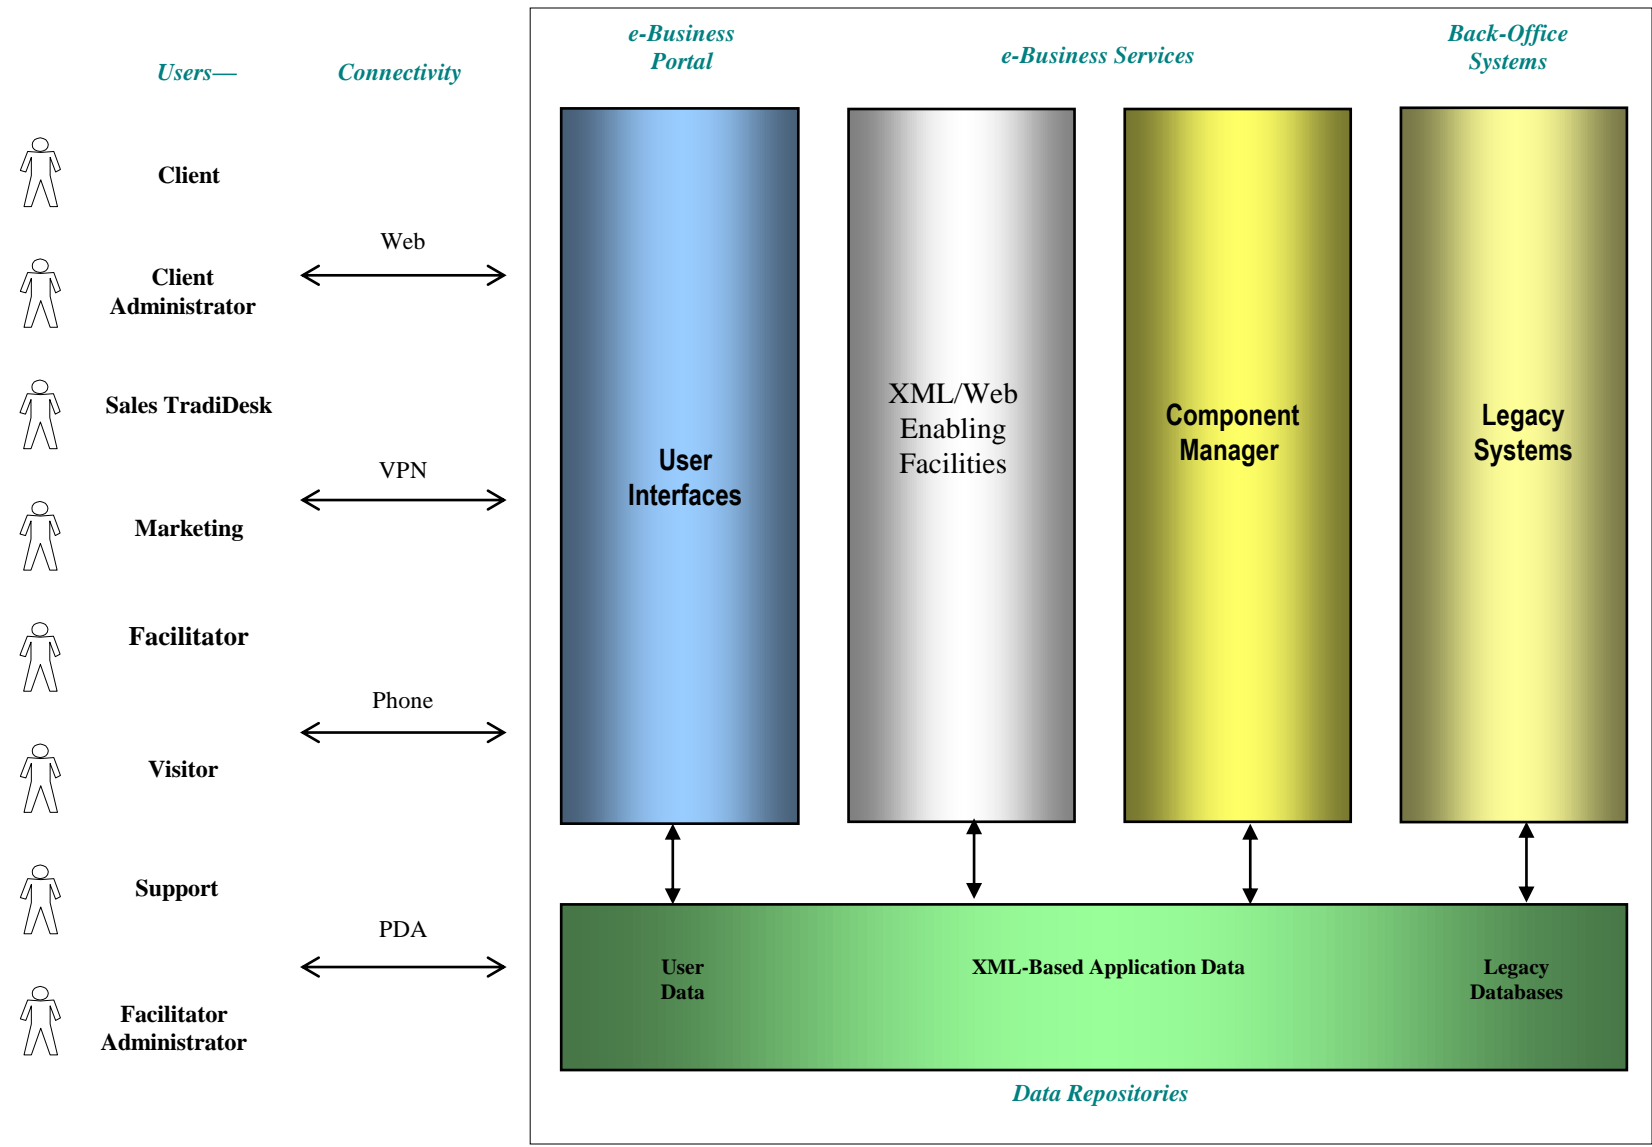 Users—
Connectivity
e-Business
Portal
e-Business Services
Back-Office
Systems
Client
Client
Administrator
Sales TradiDesk
Marketing
Facilitator
Visitor
Support
Facilitator
Administrator
Web
VPN
Phone
PDA
User
Interfaces
XML/Web
Enabling
Facilities
Component
Manager
Legacy
Systems
User
Data
XML-Based Application Data
Legacy
Databases
Data Repositories